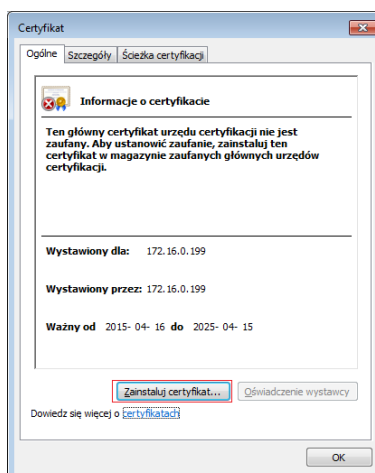 Certyfikat
Ogólne Szczegóły Ścieżka certyfikacji
Informacje o certyfikacie
Ten główny certyfikat urzędu certyfikacji nie jest
zaufany. Aby ustanowić zaufanie, zainstaluj ten
certyfikat w magazynie zaufanych głównych urzędów
certyfikacji.
Wystawiony dla: 172.16.0.199
Wystawiony przez: 172.16.0.199
Ważny od 2015- 04- 16 do 2025- 04- 15
Zainstaluj certyfikat... Oświadczenie wystawcy
Dowiedz się więcej o certyfikatach
OK